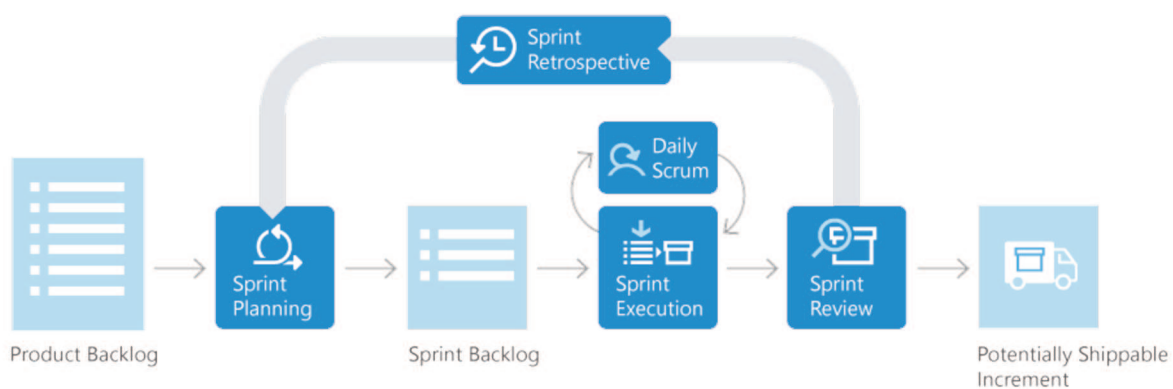 Sprint
Retrospective
Daily
Scrum
Sprint
Planning
Sprint
Execution
Sprint
Review
Product Backlog
Sprint Backlog
Potentially Shippable
Increment